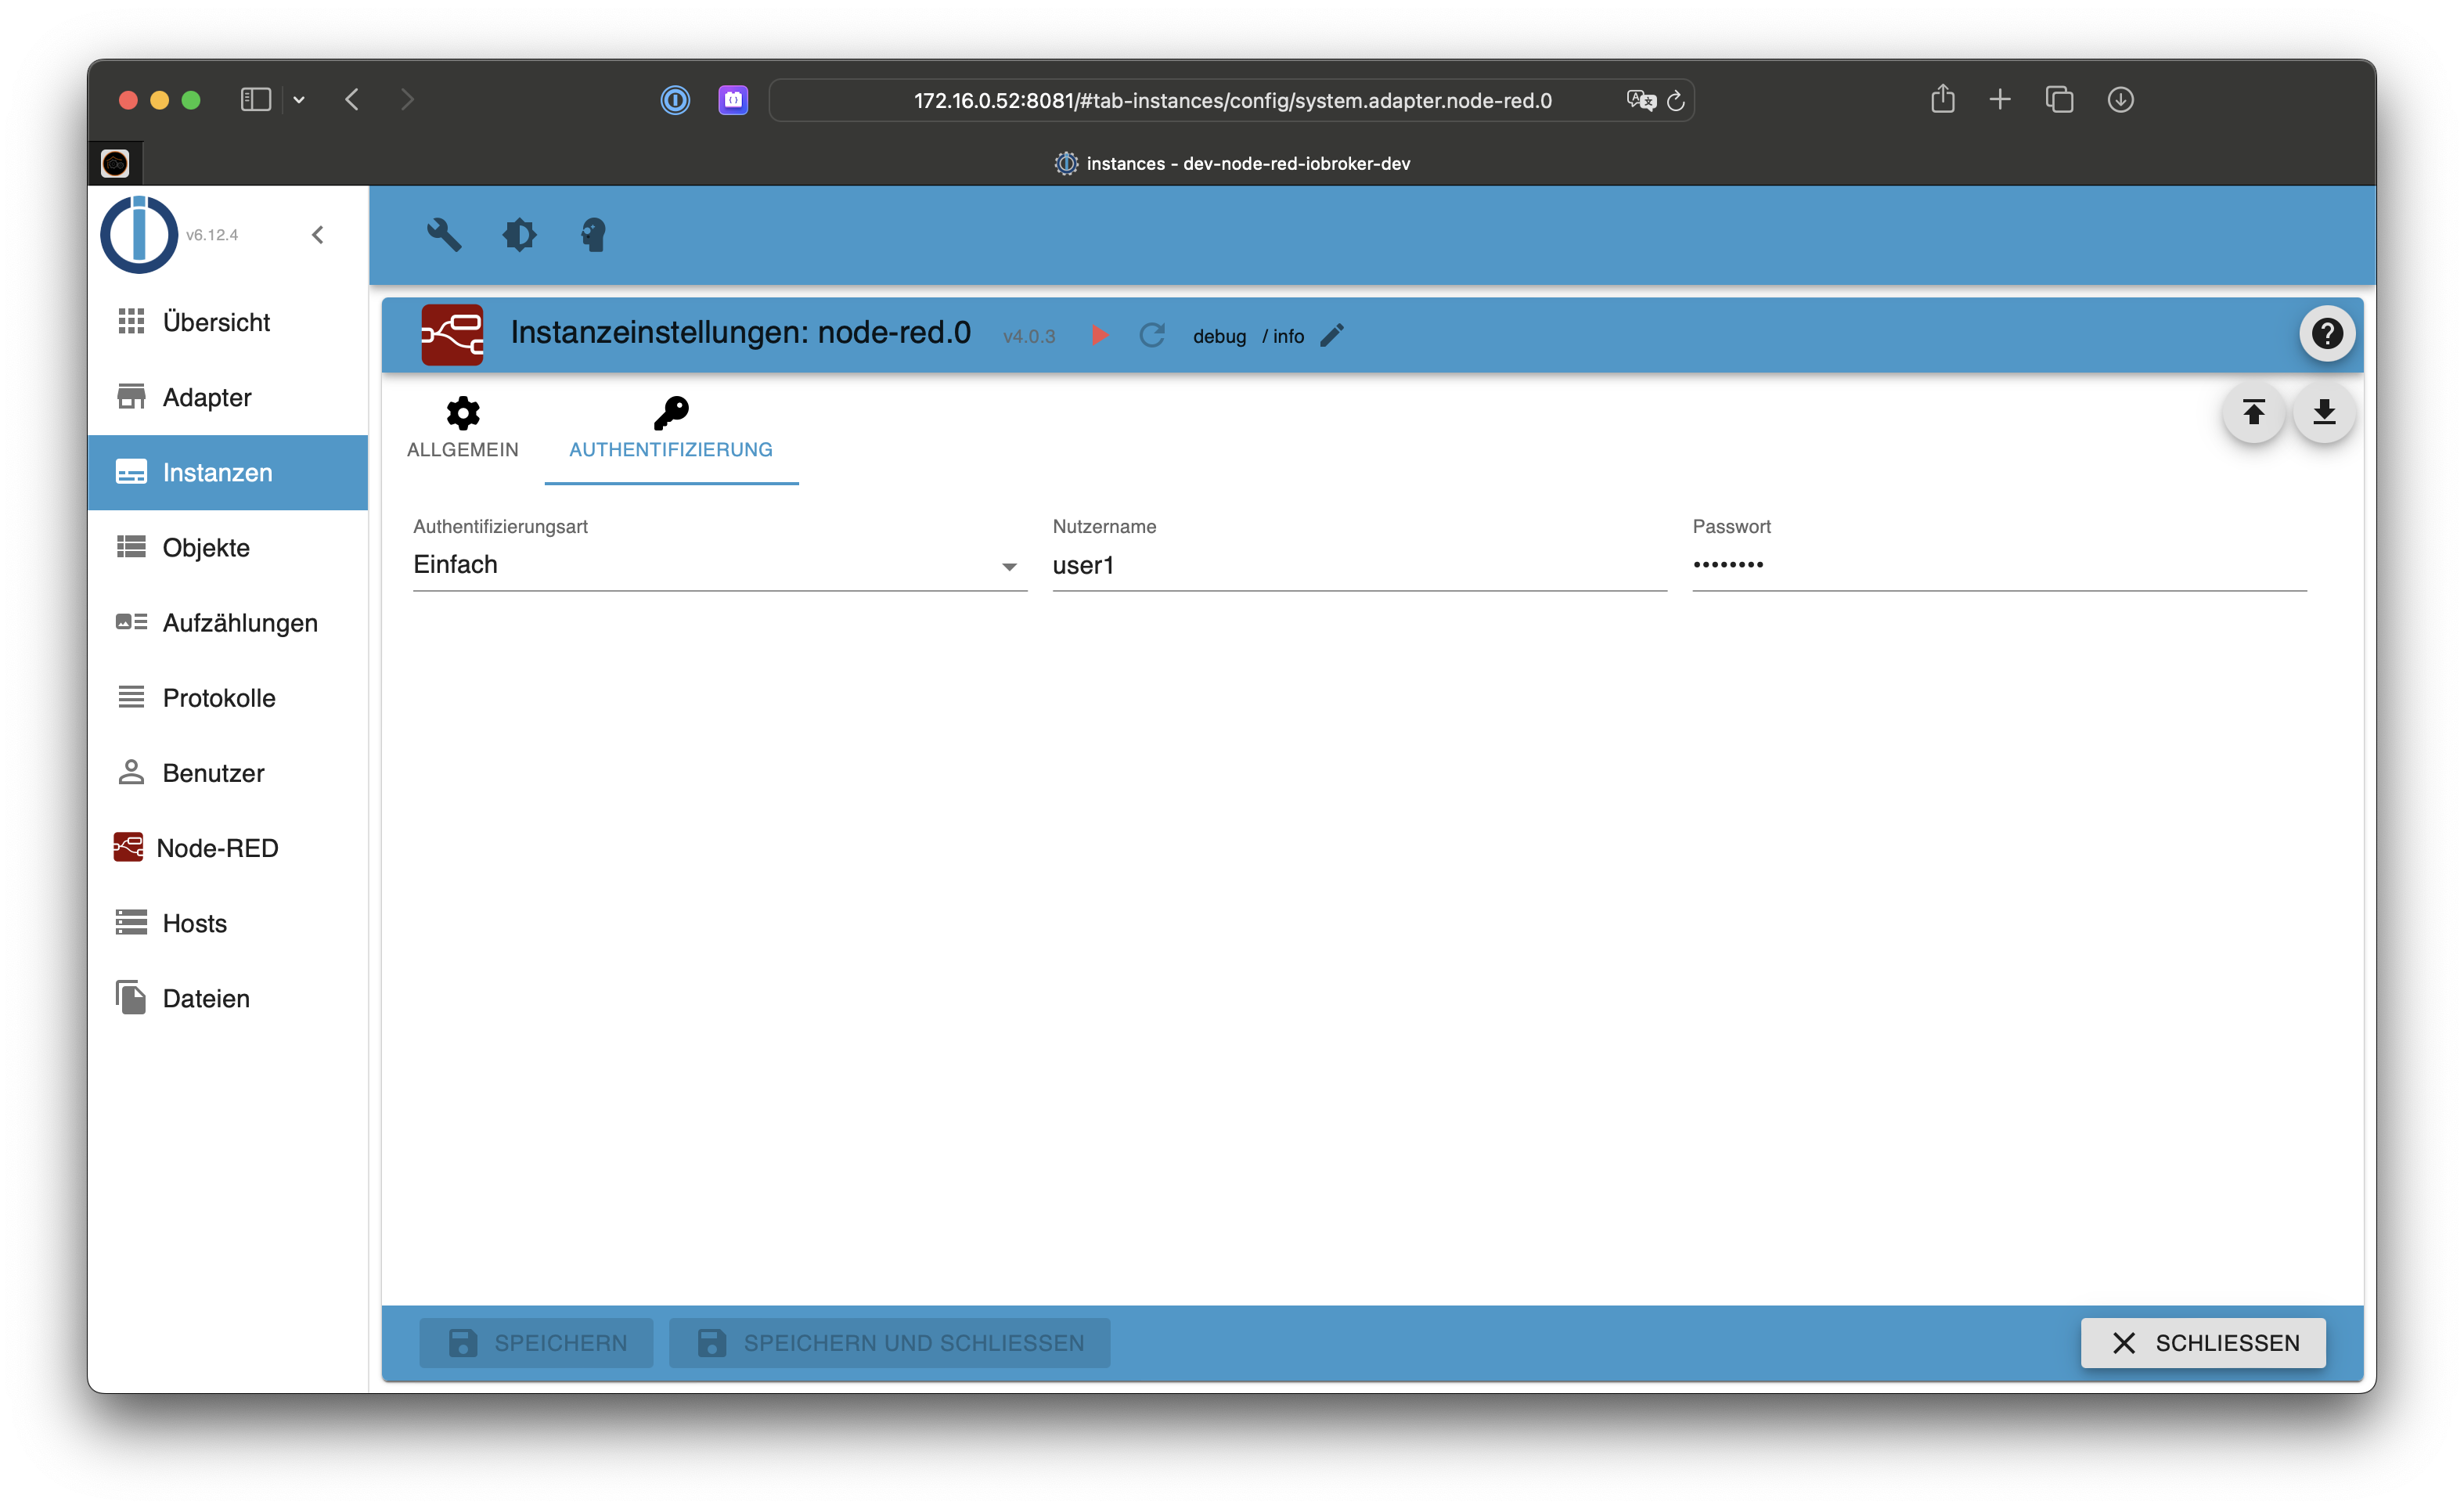 172.16.0.52:8081/#tab-instances/config/system.adapter.node-red.0
instances - dev-node-red-iobroker-dev
v6.12.4
Übersicht
Adapter
Instanzen
Objekte
Aufzählungen
Protokolle
Benutzer
Node-RED
Hosts
Dateien
Instanzeinstellungen: node-red.0 v4.0.3 debug / info
ALLGEMEIN AUTHENTIFIZIERUNG
Authentifizierungsart Nutzername Passwort
Einfach user1 ••••••••
SPEICHERN SPEICHERN UND SCHLIESSEN SCHLIESSEN